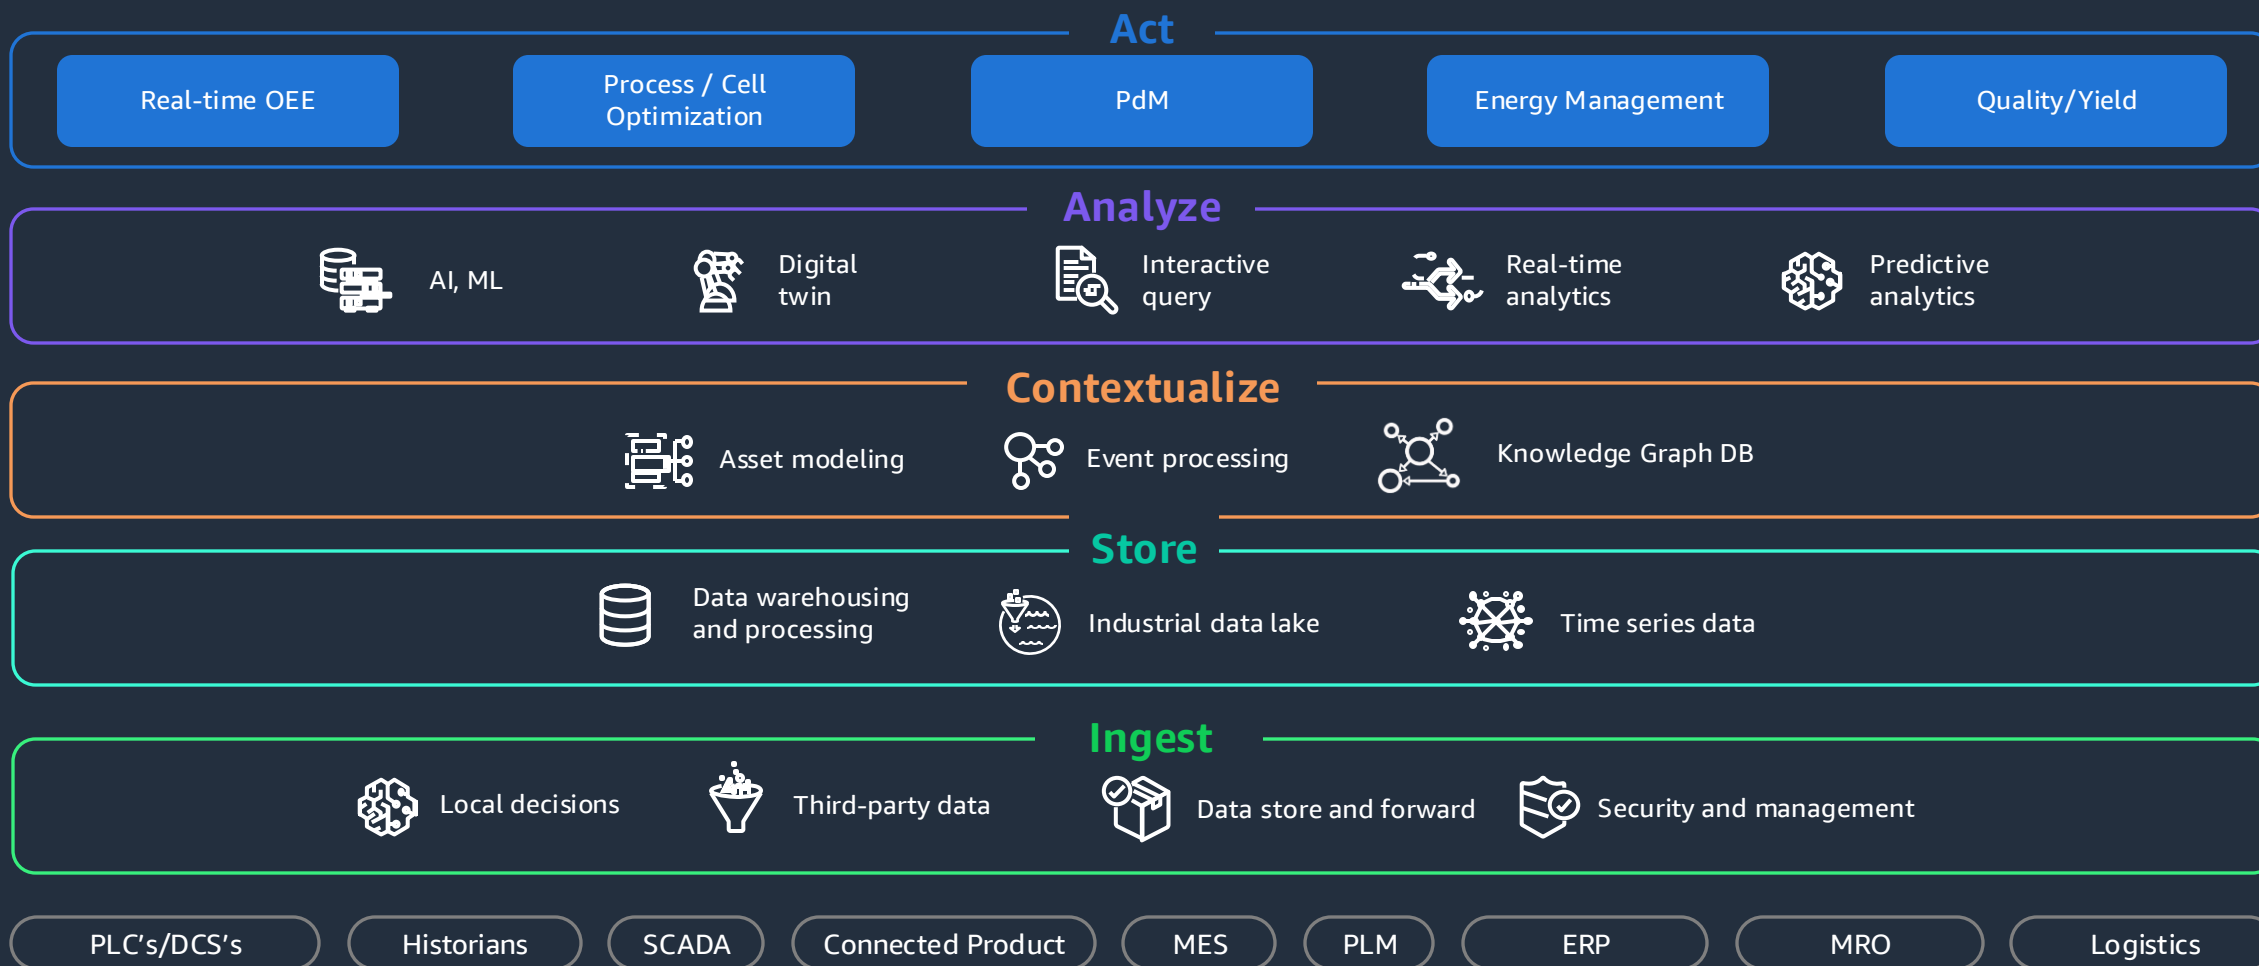 Act
Real-time OEE
Process / Cell
Optimization
PdM
Energy Management
Quality/Yield
Analyze
AI, ML
Digital
twin
Interactive
query
Real-time
analytics
Predictive
analytics
Contextualize
Asset modeling
Event processing
Knowledge Graph DB
Store
Data warehousing
and processing
Industrial data lake
Time series data
Ingest
Local decisions
Third-party data
Data store and forward
Security and management
PLC’s/DCS’s
Historians
SCADA
Connected Product
MES
PLM
ERP
MRO
Logistics